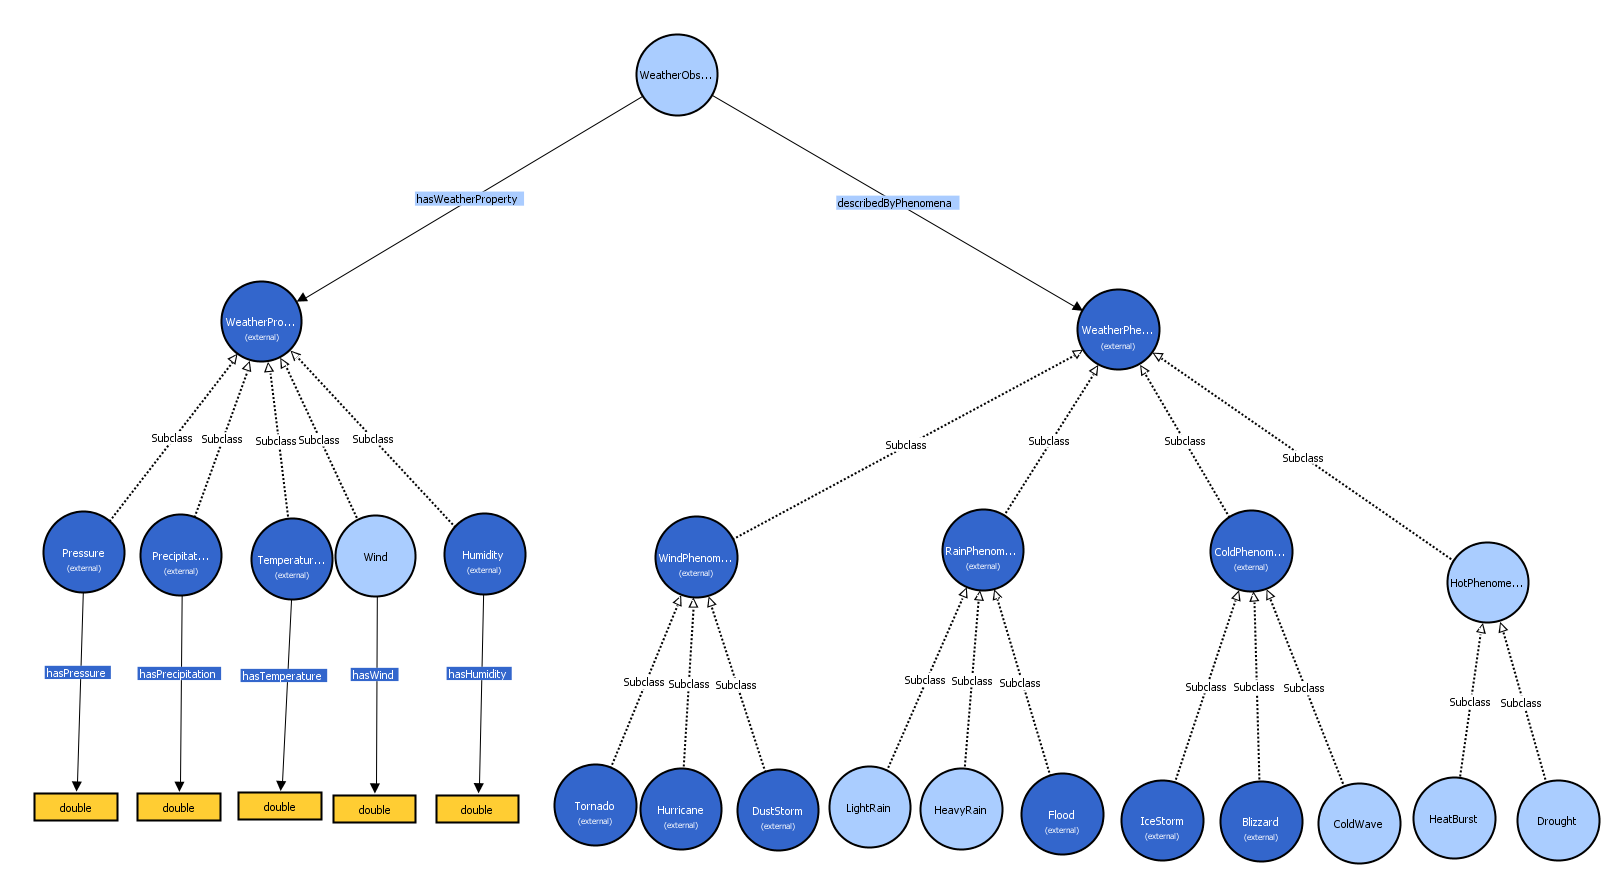 WeatherObs...
hasWeatherProperty
describedByPhenomena
WeatherPro...
(external)
WeatherPhe...
(external)
Subclass
Subclass
Subclass
Subclass
Subclass
Subclass
Subclass
Subclass
Subclass
Pressure
(external)
Precipitat...
(external)
Temperatur...
(external)
Wind
Humidity
(external)
WindPhenom...
(external)
RainPhenom...
(external)
ColdPhenom...
(external)
HotPhenome...
hasPressure
hasPrecipitation
hasTemperature
hasWind
hasHumidity
Subclass
Subclass
Subclass
Subclass
Subclass
Subclass
Subclass
Subclass
Subclass
Subclass
Subclass
double
double
double
double
double
Tornado
(external)
Hurricane
(external)
DustStorm
(external)
LightRain
HeavyRain
Flood
(external)
IceStorm
(external)
Blizzard
(external)
ColdWave
HeatBurst
Drought